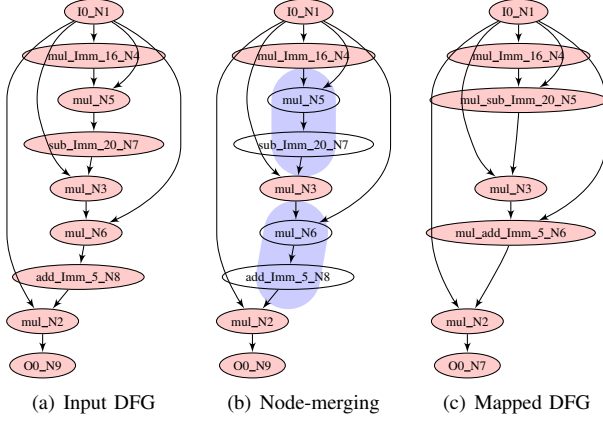 I0_N1
mul_Imm_16_N4
mul_N5
sub_Imm_20_N7
mul_N3
mul_N6
add_Imm_5_N8
mul_N2
O0_N9
(a) Input DFG
I0_N1
mul_Imm_16_N4
mul_N5
sub_Imm_20_N7
mul_N3
mul_N6
add_Imm_5_N8
mul_N2
O0_N9
(b) Node-merging
I0_N1
mul_Imm_16_N4
mul_sub_Imm_20_N5
mul_N3
mul_add_Imm_5_N6
mul_N2
O0_N7
(c) Mapped DFG